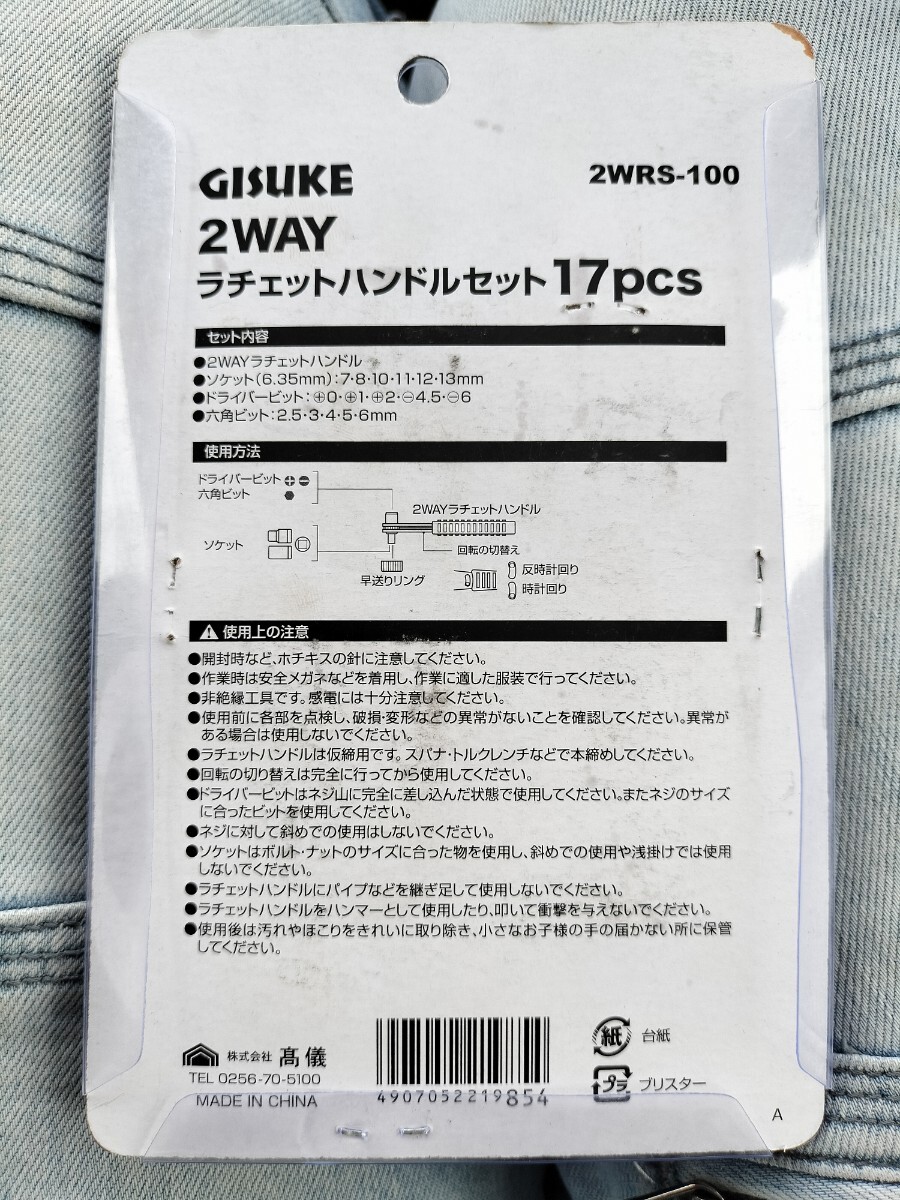 GISUKE
2WRS-100
2WAY
ラチェットハンドルセット17pcs
セット内容
●2WAYラチェットハンドル
●ソケット(6.35mm):7・8・10・11・12・13mm
●ドライバービット:⊕0・⊕1・⊕2・⊖4.5・⊖6
●六角ビット:2.5・3・4・5・6mm
使用方法
ドライバービット⊕⊖
六角ビット⬢
2WAYラチェットハンドル
ソケット
回転の切替え
早送りリング
反時計回り
時計回り
⚠使用上の注意
●開封時など、ホチキスの針に注意してください。
●作業時は安全メガネなどを着用し、作業に適した服装で行ってください。
●非絶縁工具です。感電には十分注意してください。
●使用前に各部を点検し、破損・変形などの異常がないことを確認してください。異常が
ある場合は使用しないでください。
●ラチェットハンドルは仮締用です。スパナ・トルクレンチなどで本締めしてください。
●回転の切り替えは完全に行ってから使用してください。
●ドライバービットはネジ山に完全に差し込んだ状態で使用してください。またネジのサイズ
に合ったビットを使用してください。
●ネジに対して斜めでの使用はしないでください。
●ソケットはボルト・ナットのサイズに合った物を使用し、斜めでの使用や浅掛けでは使用
しないでください。
●ラチェットハンドルにパイプなどを継ぎ足して使用しないでください。
●ラチェットハンドルをハンマーとして使用したり、叩いて衝撃を与えないでください。
●使用後は汚れやほこりをきれいに取り除き、小さなお子様の手の届かない所に保管
してください。
株式会社 髙儀
TEL 0256-70-5100
MADE IN CHINA
4907052219854
紙 台紙
プラ ブリスター
A